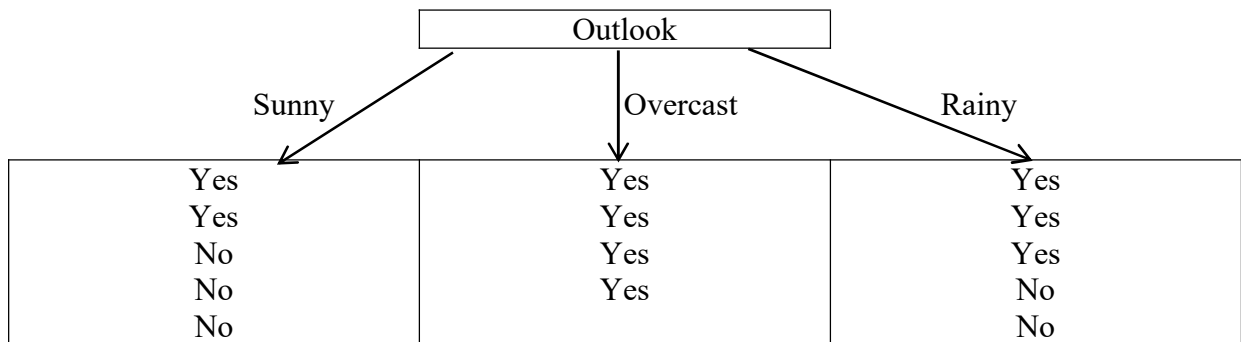 Outlook
Sunny Overcast Rainy
Yes Yes Yes
Yes Yes Yes
No Yes Yes
No Yes No
No No